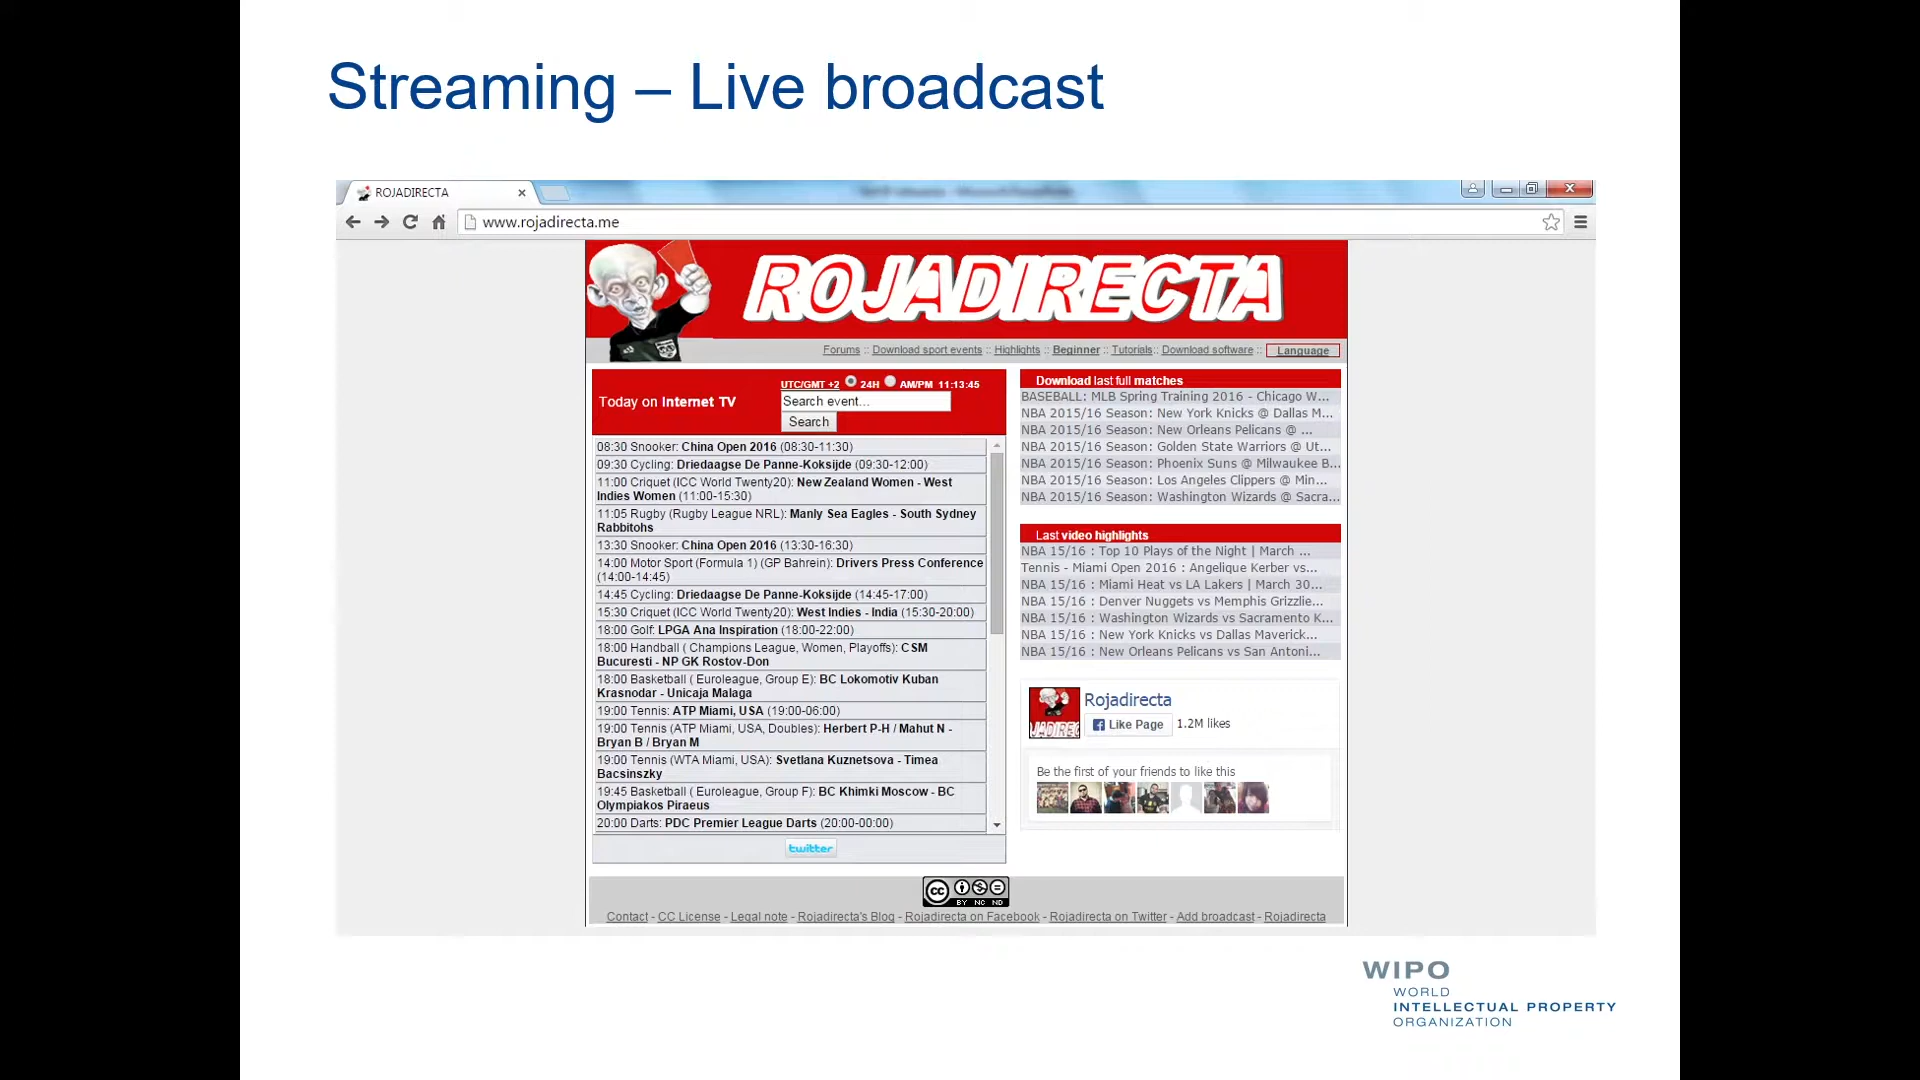 Streaming – Live broadcast
ROJADIRECTA
www.rojadirecta.me
ROJADIRECTA
Forums :: Download sport events :: Highlights :: Beginner :: Tutorials:: Download software :: Language
Today on Internet TV
UTC/GMT +2 24H AM/PM 11:13:45
Search event...
Search
08:30 Snooker: China Open 2016 (08:30-11:30)
09:30 Cycling: Driedaagse De Panne-Koksijde (09:30-12:00)
11:00 Criquet (ICC World Twenty20): New Zealand Women - West
Indies Women (11:00-15:30)
11:05 Rugby (Rugby League NRL): Manly Sea Eagles - South Sydney
Rabbitohs
13:30 Snooker: China Open 2016 (13:30-16:30)
14:00 Motor Sport (Formula 1) (GP Bahrein): Drivers Press Conference
(14:00-14:45)
14:45 Cycling: Driedaagse De Panne-Koksijde (14:45-17:00)
15:30 Criquet (ICC World Twenty20): West Indies - India (15:30-20:00)
18:00 Golf: LPGA Ana Inspiration (18:00-22:00)
18:00 Handball ( Champions League, Women, Playoffs): CSM
Bucuresti - NP GK Rostov-Don
18:00 Basketball ( Euroleague, Group E): BC Lokomotiv Kuban
Krasnodar - Unicaja Malaga
19:00 Tennis: ATP Miami, USA (19:00-06:00)
19:00 Tennis (ATP Miami, USA, Doubles): Herbert P-H / Mahut N -
Bryan B / Bryan M
19:00 Tennis (WTA Miami, USA): Svetlana Kuznetsova - Timea
Bacsinszky
19:45 Basketball ( Euroleague, Group F): BC Khimki Moscow - BC
Olympiakos Piraeus
20:00 Darts: PDC Premier League Darts (20:00-00:00)
twitter
Download last full matches
BASEBALL: MLB Spring Training 2016 - Chicago W...
NBA 2015/16 Season: New York Knicks @ Dallas M...
NBA 2015/16 Season: New Orleans Pelicans @ ...
NBA 2015/16 Season: Golden State Warriors @ Ut...
NBA 2015/16 Season: Phoenix Suns @ Milwaukee B...
NBA 2015/16 Season: Los Angeles Clippers @ Min...
NBA 2015/16 Season: Washington Wizards @ Sacra...
Last video highlights
NBA 15/16 : Top 10 Plays of the Night | March ...
Tennis - Miami Open 2016 : Angelique Kerber vs...
NBA 15/16 : Miami Heat vs LA Lakers | March 30...
NBA 15/16 : Denver Nuggets vs Memphis Grizzlie...
NBA 15/16 : Washington Wizards vs Sacramento K...
NBA 15/16 : New York Knicks vs Dallas Maverick...
NBA 15/16 : New Orleans Pelicans vs San Antoni...
Rojadirecta
Like Page 1.2M likes
Be the first of your friends to like this
cc BY NC ND
Contact - CC License - Legal note - Rojadirecta's Blog - Rojadirecta on Facebook - Rojadirecta on Twitter - Add broadcast - Rojadirecta
WIPO
WORLD
INTELLECTUAL PROPERTY
ORGANIZATION